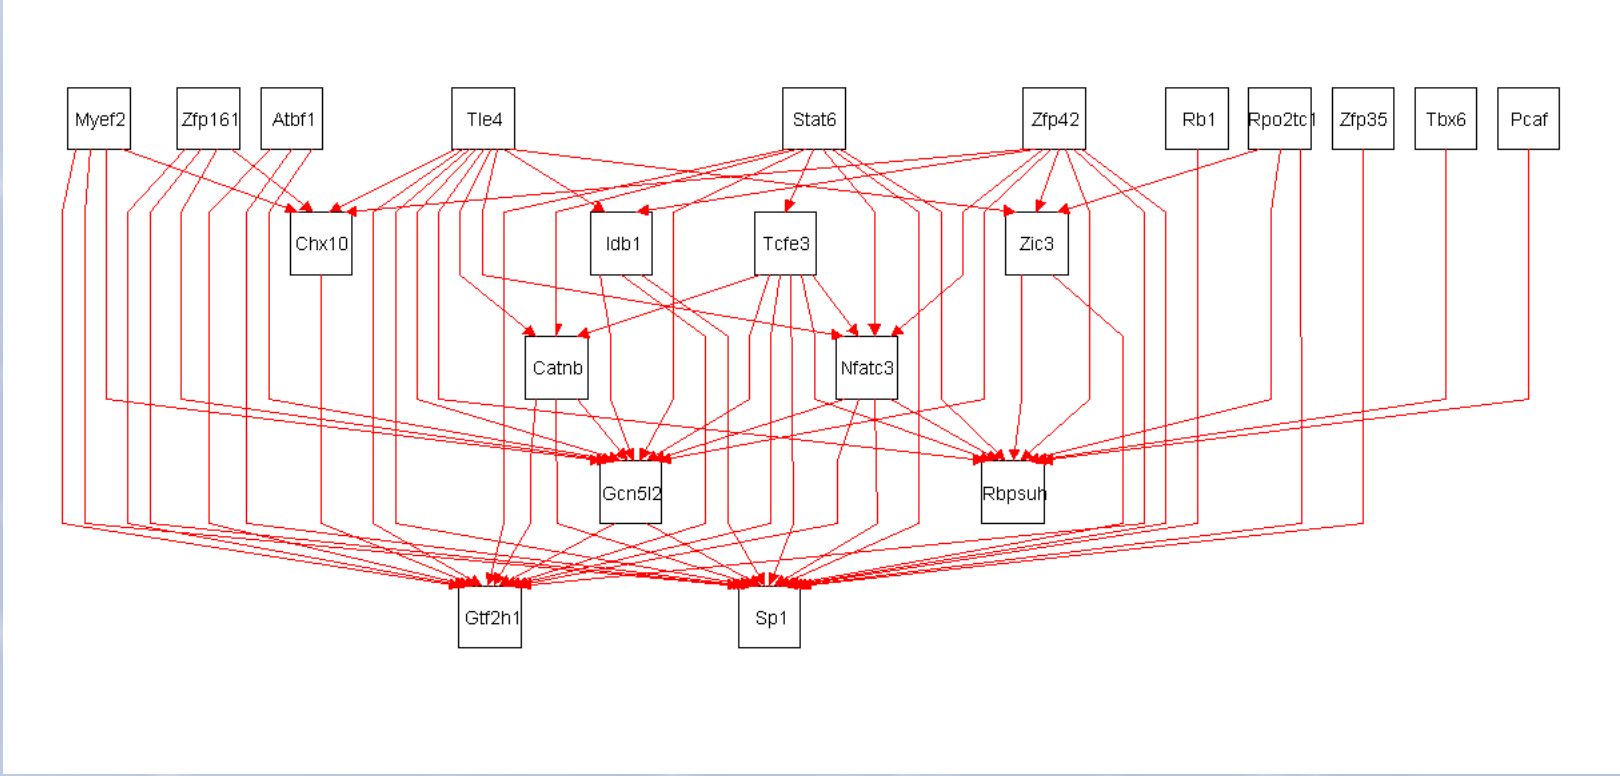 Myef2
Zfp161
Atbf1
Tle4
Stat6
Zfp42
Rb1
Rpo2tc1
Zfp35
Tbx6
Pcaf
Chx10
Idb1
Tcfe3
Zic3
Catnb
Nfatc3
Gcn5l2
Rbpsuh
Gtf2h1
Sp1